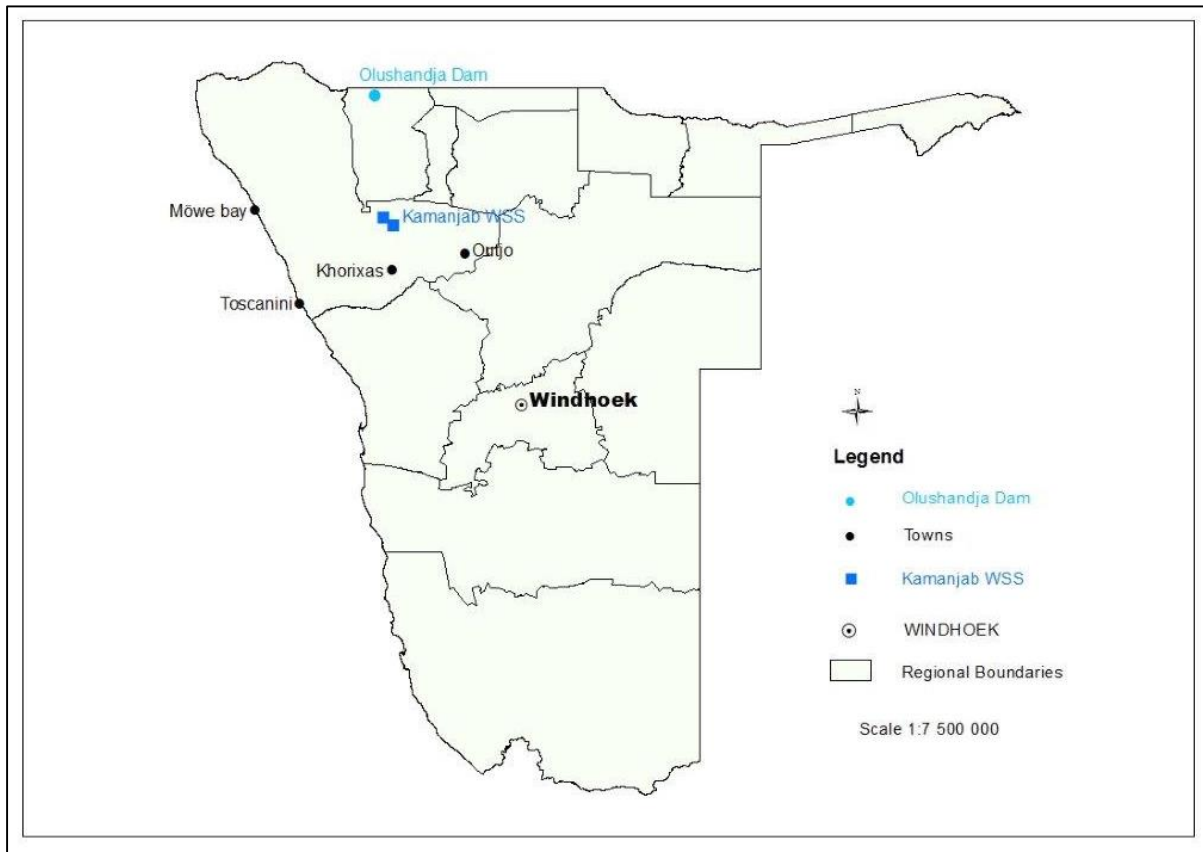 Olushandja Dam
Möwe bay
Kamanjab WSS
Outjo
Khorixas
Toscanini
Windhoek
N
Legend
Olushandja Dam
Towns
Kamanjab WSS
WINDHOEK
Regional Boundaries
Scale 1:7 500 000